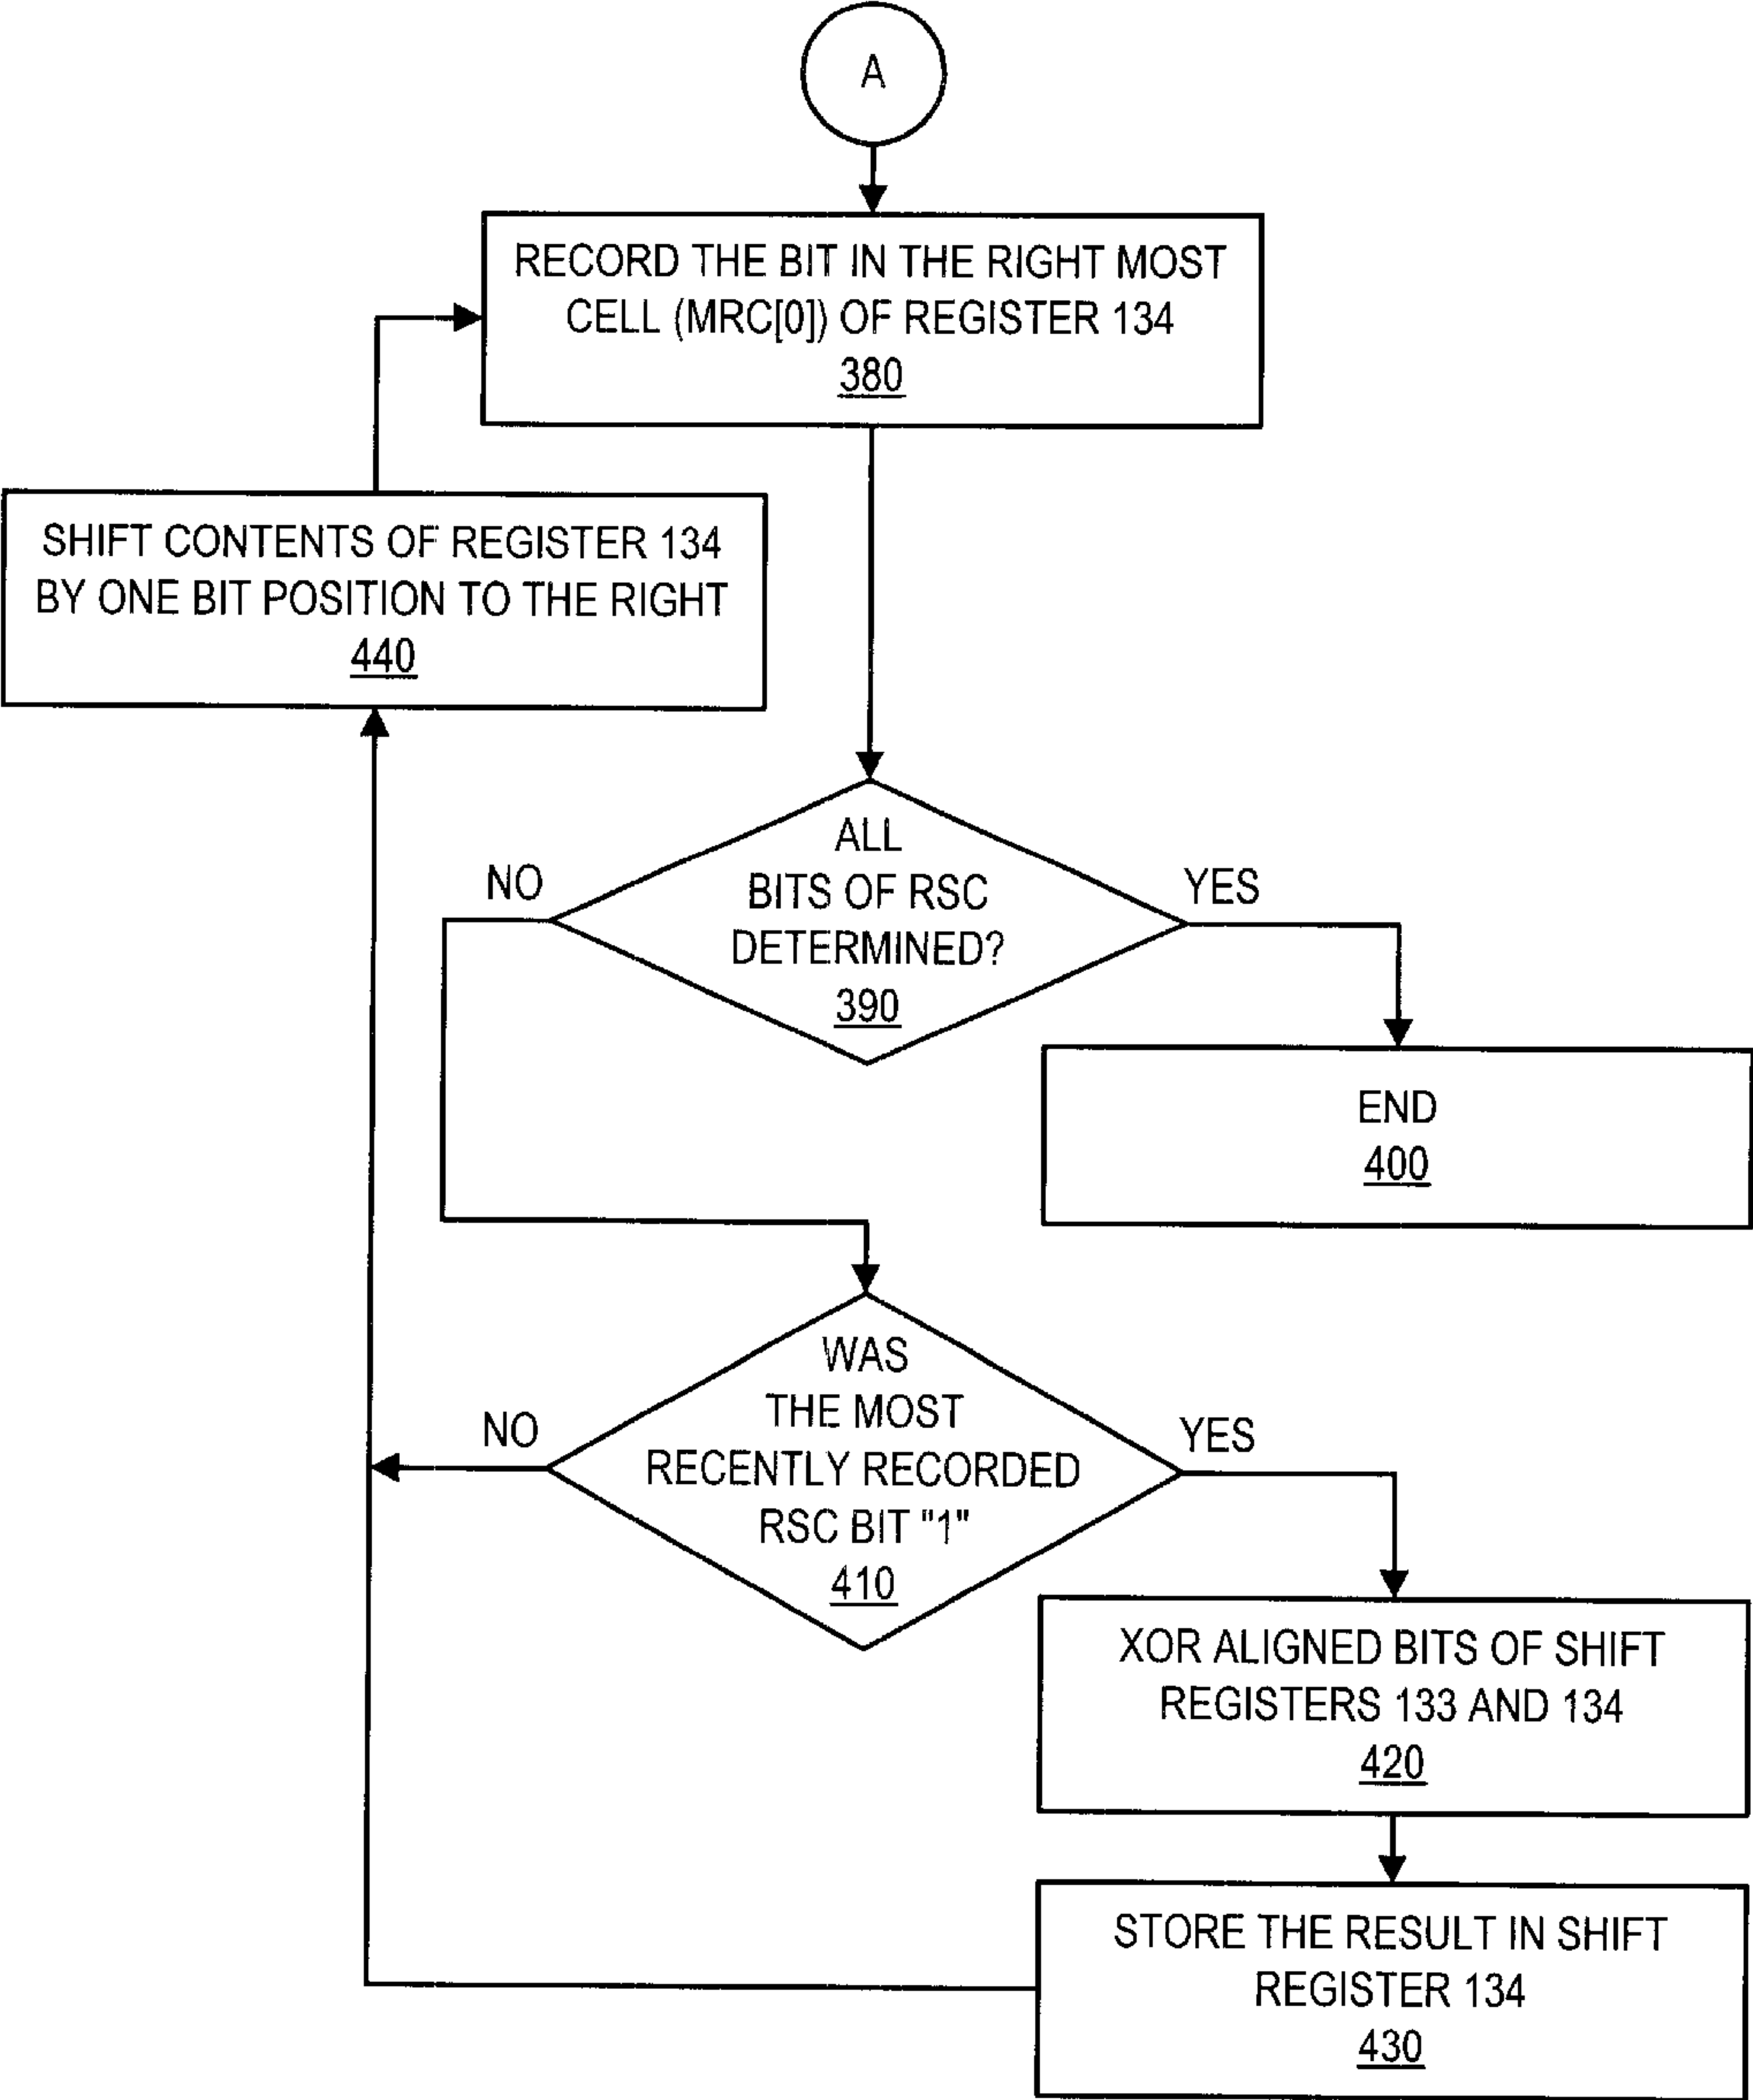 A
RECORD THE BIT IN THE RIGHT MOST
CELL (MRC[0]) OF REGISTER 134
380
SHIFT CONTENTS OF REGISTER 134
BY ONE BIT POSITION TO THE RIGHT
440
ALL
BITS OF RSC
DETERMINED?
390
NO
YES
END
400
WAS
THE MOST
RECENTLY RECORDED
RSC BIT "1"
410
NO
YES
XOR ALIGNED BITS OF SHIFT
REGISTERS 133 AND 134
420
STORE THE RESULT IN SHIFT
REGISTER 134
430